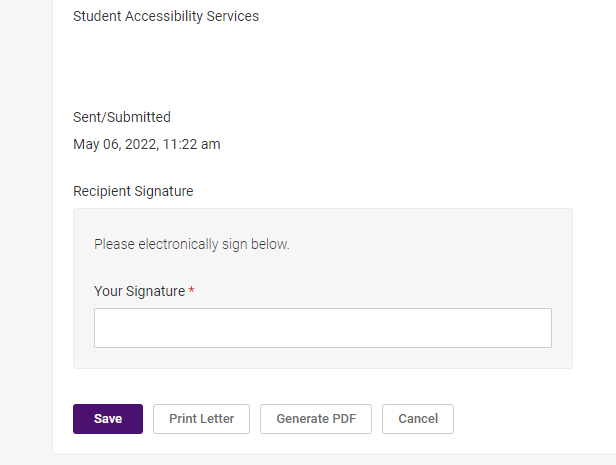 Student Accessibility Services
Sent/Submitted
May 06, 2022, 11:22 am
Recipient Signature
Please electronically sign below.
Your Signature *
Save Print Letter Generate PDF Cancel